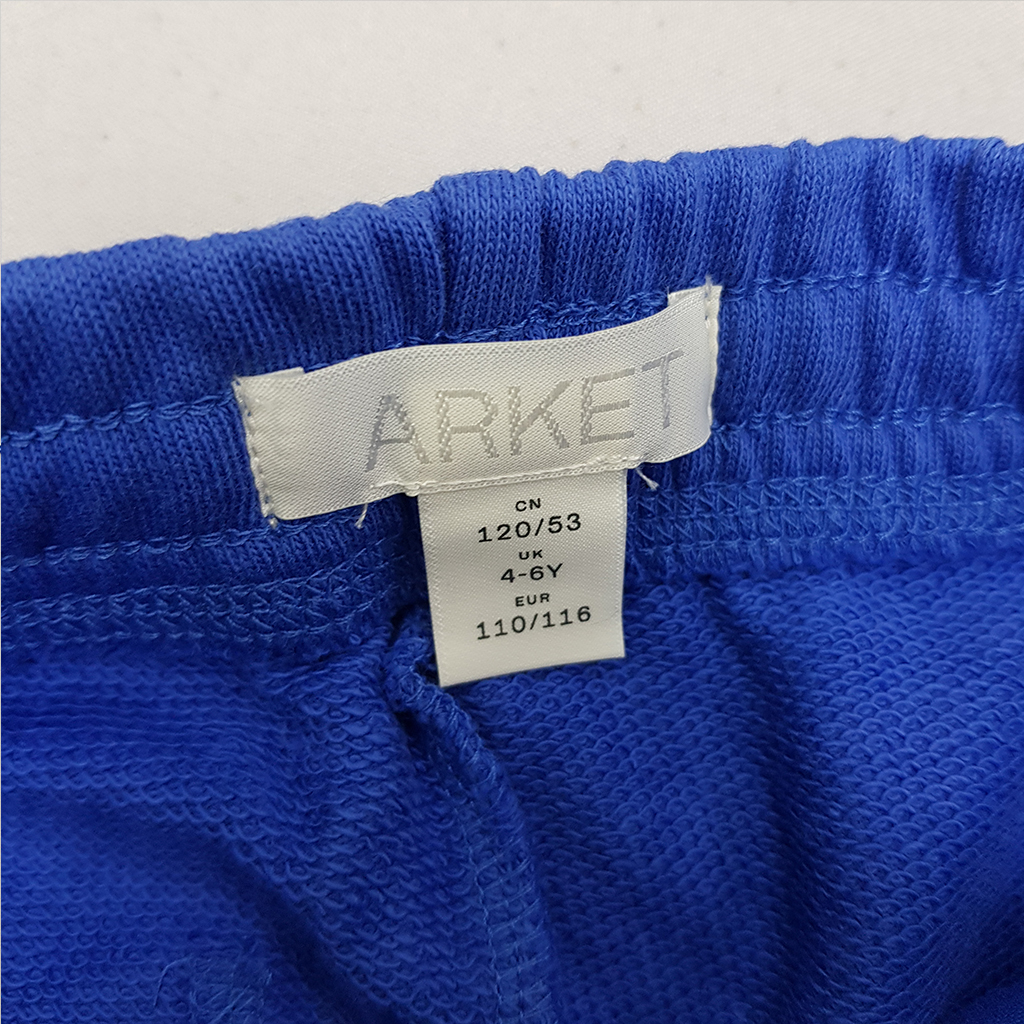 ARKET
CN
120/53
UK
4-6Y
EUR
110/116